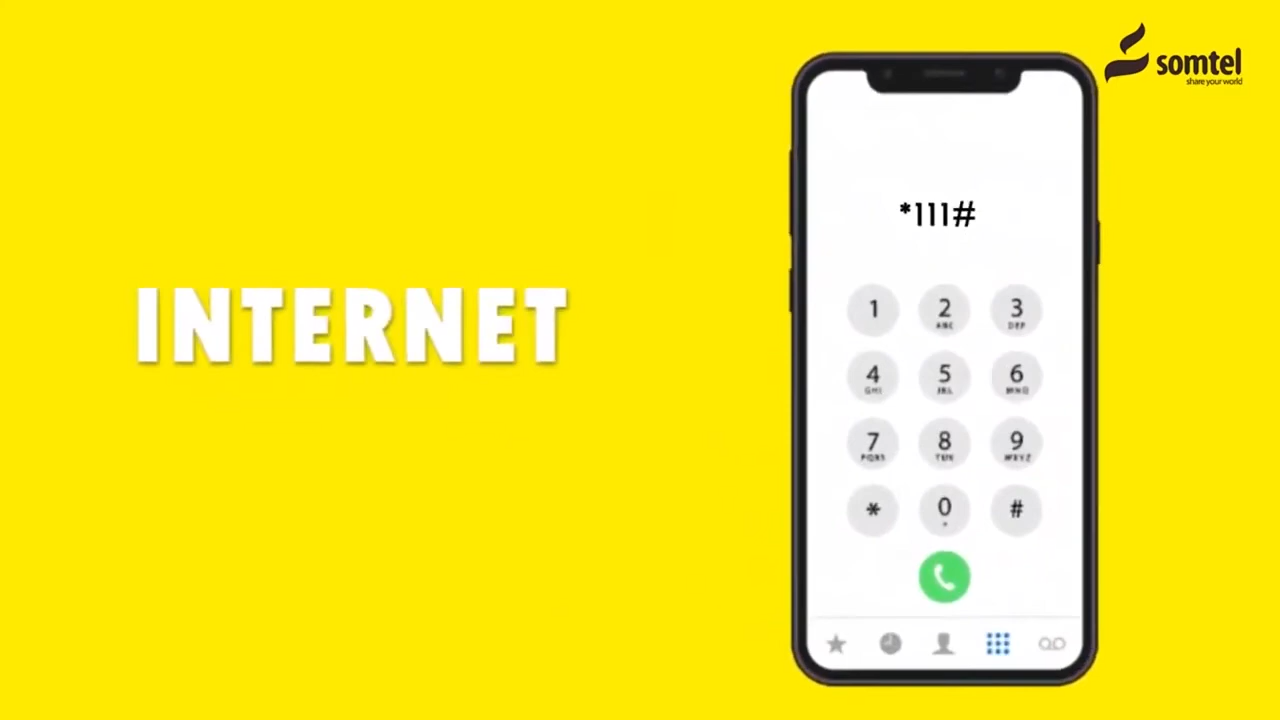 somtel
share your world
*111#
INTERNET
1
2
ABC
3
DEF
4
GHI
5
JKL
6
MNO
7
PQRS
8
TUV
9
WXYZ
*
0
#